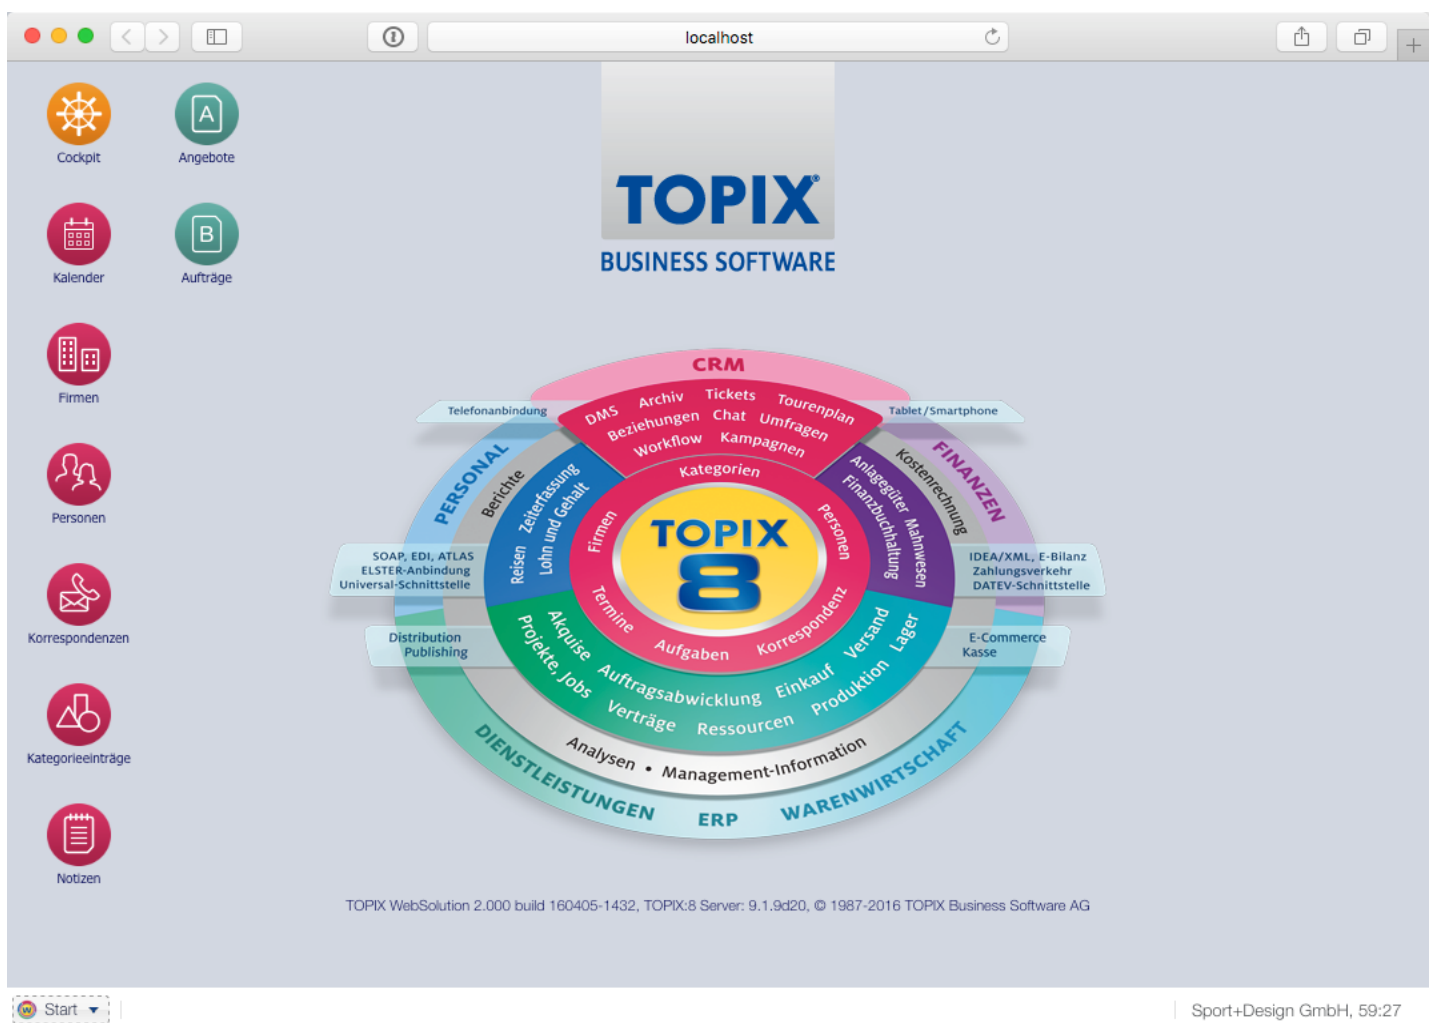 localhost
Cockpit
Angebote
Kalender
Aufträge
Firmen
Personen
Korrespondenzen
Kategorieeinträge
Notizen
TOPIX®
BUSINESS SOFTWARE
CRM
DMS Archiv Tickets Tourenplan
Beziehungen Chat Umfragen
Workflow Kampagnen
Telefonanbindung
Tablet/Smartphone
PERSONAL
Berichte
Reisen Zeiterfassung
Lohn und Gehalt
FINANZEN
Kostenrechnung
Anlagegüter Mahnwesen
Finanzbuchhaltung
Kategorien
Firmen
Personen
TOPIX
8
Termine
Aufgaben
Korrespondenz
SOAP, EDI, ATLAS
ELSTER-Anbindung
Universal-Schnittstelle
IDEA/XML, E-Bilanz
Zahlungsverkehr
DATEV-Schnittstelle
Distribution
Publishing
E-Commerce
Kasse
Akquise Auftragsabwicklung Einkauf Versand
Projekte, Jobs Verträge Ressourcen Produktion Lager
Analysen • Management-Information
DIENSTLEISTUNGEN
ERP
WARENWIRTSCHAFT
TOPIX WebSolution 2.000 build 160405-1432, TOPIX:8 Server: 9.1.9d20, © 1987-2016 TOPIX Business Software AG
Start
Sport+Design GmbH, 59:27